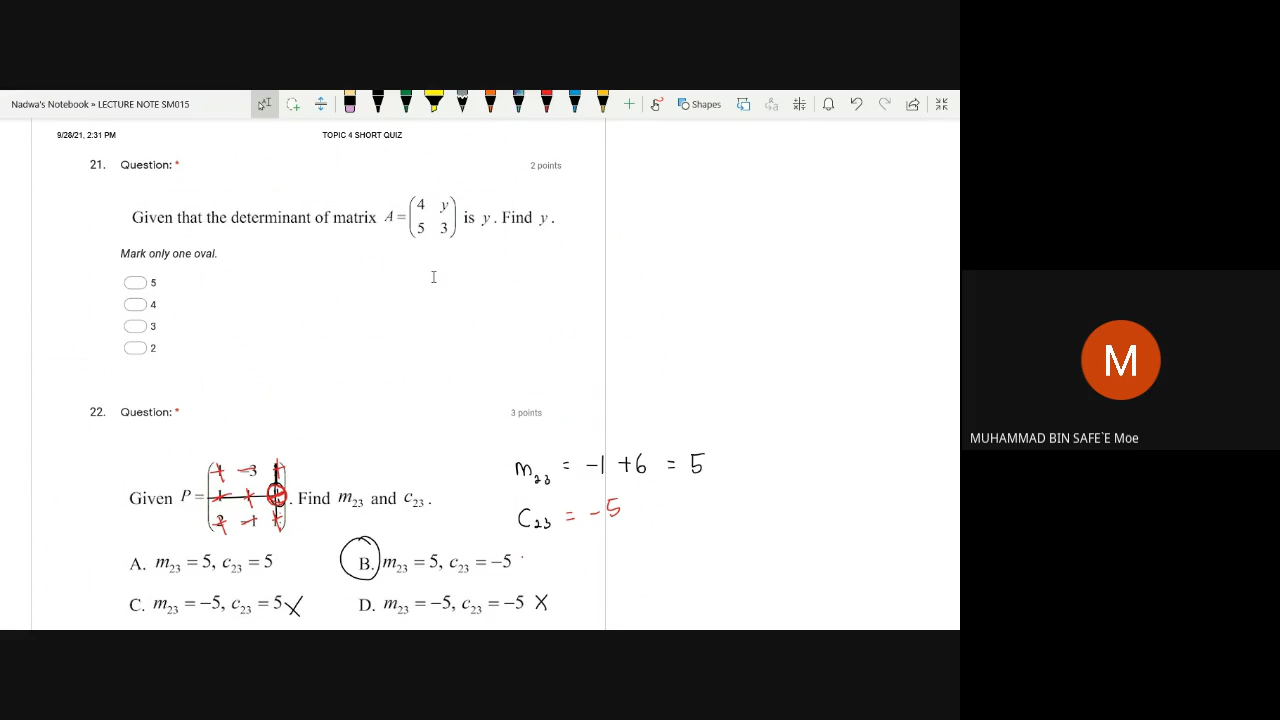 Nadwa's Notebook » LECTURE NOTE SM015
Shapes
9/28/21, 2:31 PM TOPIC 4 SHORT QUIZ
21. Question: * 2 points
Given that the determinant of matrix A = (4 y
5 3) is y . Find y .
Mark only one oval.
5
4
3
2
22. Question: * 3 points
m₂₃ = -1 +6 = 5
Given P = . Find m₂₃ and c₂₃ .
C₂₃ = -5
A. m₂₃ = 5, c₂₃ = 5 B. m₂₃ = 5, c₂₃ = −5
C. m₂₃ = −5, c₂₃ = 5 X D. m₂₃ = −5, c₂₃ = −5 X
M
MUHAMMAD BIN SAFE`E Moe